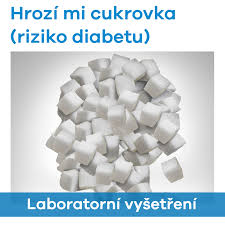 Hrozí mi cukrovka
(riziko diabetu)
Laboratorní vyšetření